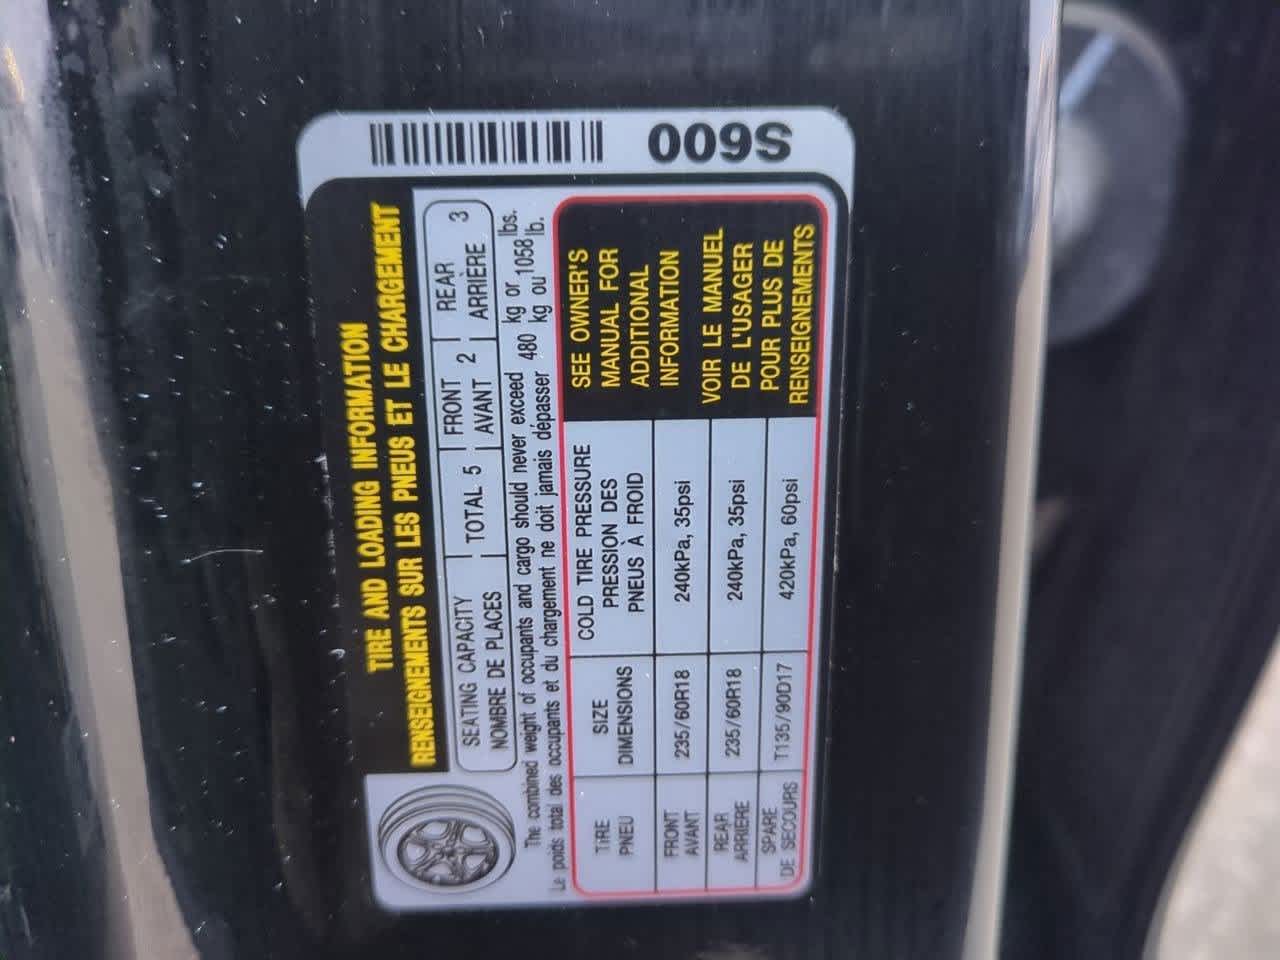 TIRE AND LOADING INFORMATION
RENSEIGNEMENTS SUR LES PNEUS ET LE CHARGEMENT
SEATING CAPACITY
NOMBRE DE PLACES
TOTAL 5
FRONT
AVANT 2
REAR
ARRIÈRE 3
The combined weight of occupants and cargo should never exceed 480 kg or 1058 lbs.
Le poids total des occupants et du chargement ne doit jamais dépasser kg ou lb.
TIRE
PNEU
SIZE
DIMENSIONS
COLD TIRE PRESSURE
PRESSION DES
PNEUS À FROID
FRONT
AVANT
235/60R18
240kPa, 35psi
REAR
ARRIERE
235/60R18
240kPa, 35psi
SPARE
DE SECOURS
T135/90D17
420kPa, 60psi
SEE OWNER'S
MANUAL FOR
ADDITIONAL
INFORMATION
VOIR LE MANUEL
DE L'USAGER
POUR PLUS DE
RENSEIGNEMENTS
009S